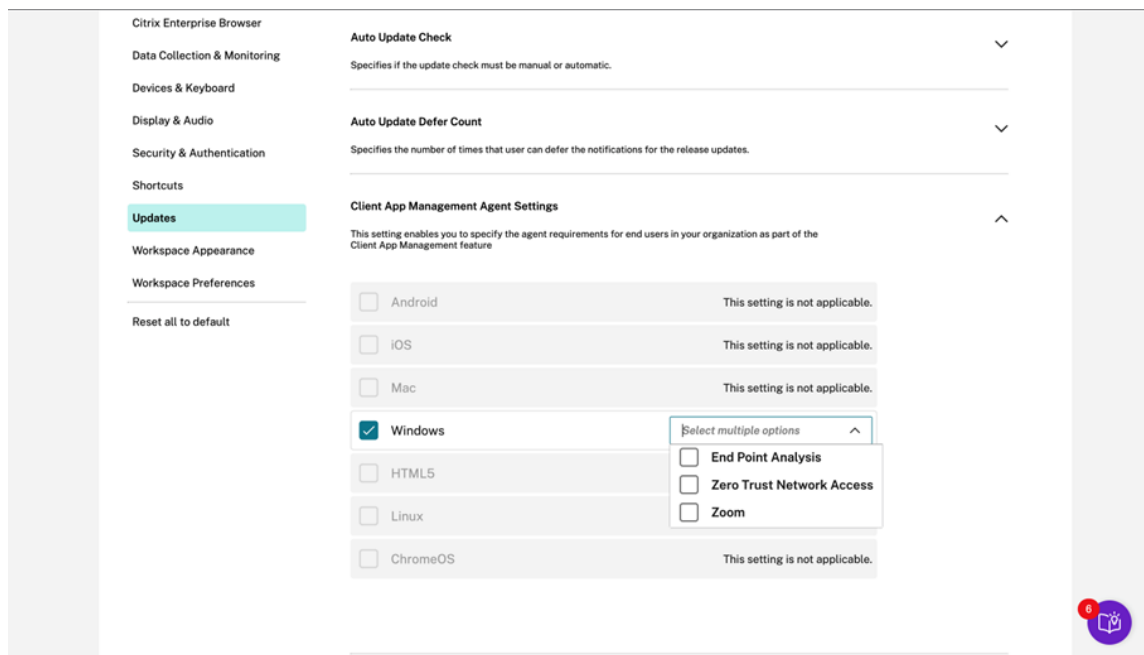 Citrix Enterprise Browser
Data Collection & Monitoring
Devices & Keyboard
Display & Audio
Security & Authentication
Shortcuts
Updates
Workspace Appearance
Workspace Preferences
Reset all to default
Auto Update Check
Specifies if the update check must be manual or automatic.
Auto Update Defer Count
Specifies the number of times that user can defer the notifications for the release updates.
Client App Management Agent Settings
This setting enables you to specify the agent requirements for end users in your organization as part of the
Client App Management feature
Android This setting is not applicable.
iOS This setting is not applicable.
Mac This setting is not applicable.
Windows Select multiple options
End Point Analysis
HTML5
Zero Trust Network Access
Zoom
Linux
ChromeOS This setting is not applicable.
6